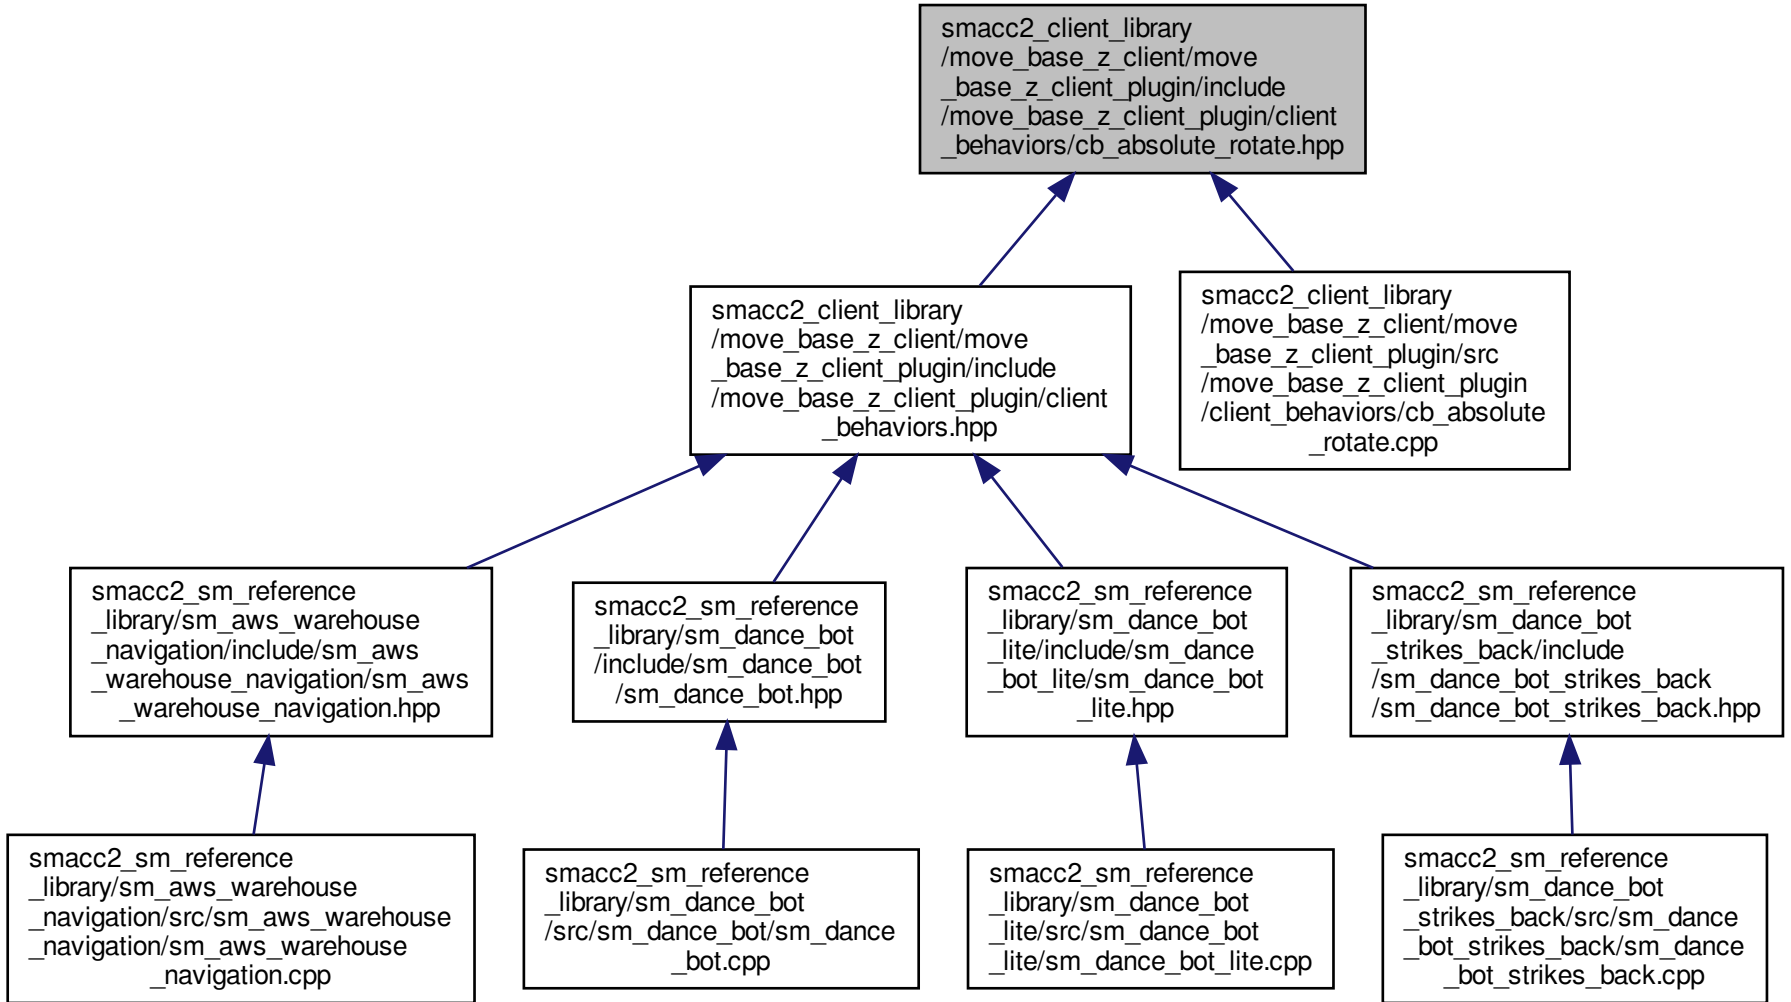 smacc2_client_library
/move_base_z_client/move
_base_z_client_plugin/include
/move_base_z_client_plugin/client
_behaviors/cb_absolute_rotate.hpp
smacc2_client_library
/move_base_z_client/move
_base_z_client_plugin/include
/move_base_z_client_plugin/client
_behaviors.hpp
smacc2_client_library
/move_base_z_client/move
_base_z_client_plugin/src
/move_base_z_client_plugin
/client_behaviors/cb_absolute
_rotate.cpp
smacc2_sm_reference
_library/sm_aws_warehouse
_navigation/include/sm_aws
_warehouse_navigation/sm_aws
_warehouse_navigation.hpp
smacc2_sm_reference
_library/sm_dance_bot
/include/sm_dance_bot
/sm_dance_bot.hpp
smacc2_sm_reference
_library/sm_dance_bot
_lite/include/sm_dance
_bot_lite/sm_dance_bot
_lite.hpp
smacc2_sm_reference
_library/sm_dance_bot
_strikes_back/include
/sm_dance_bot_strikes_back
/sm_dance_bot_strikes_back.hpp
smacc2_sm_reference
_library/sm_aws_warehouse
_navigation/src/sm_aws_warehouse
_navigation/sm_aws_warehouse
_navigation.cpp
smacc2_sm_reference
_library/sm_dance_bot
/src/sm_dance_bot/sm_dance
_bot.cpp
smacc2_sm_reference
_library/sm_dance_bot
_lite/src/sm_dance_bot
_lite/sm_dance_bot_lite.cpp
smacc2_sm_reference
_library/sm_dance_bot
_strikes_back/src/sm_dance
_bot_strikes_back/sm_dance
_bot_strikes_back.cpp